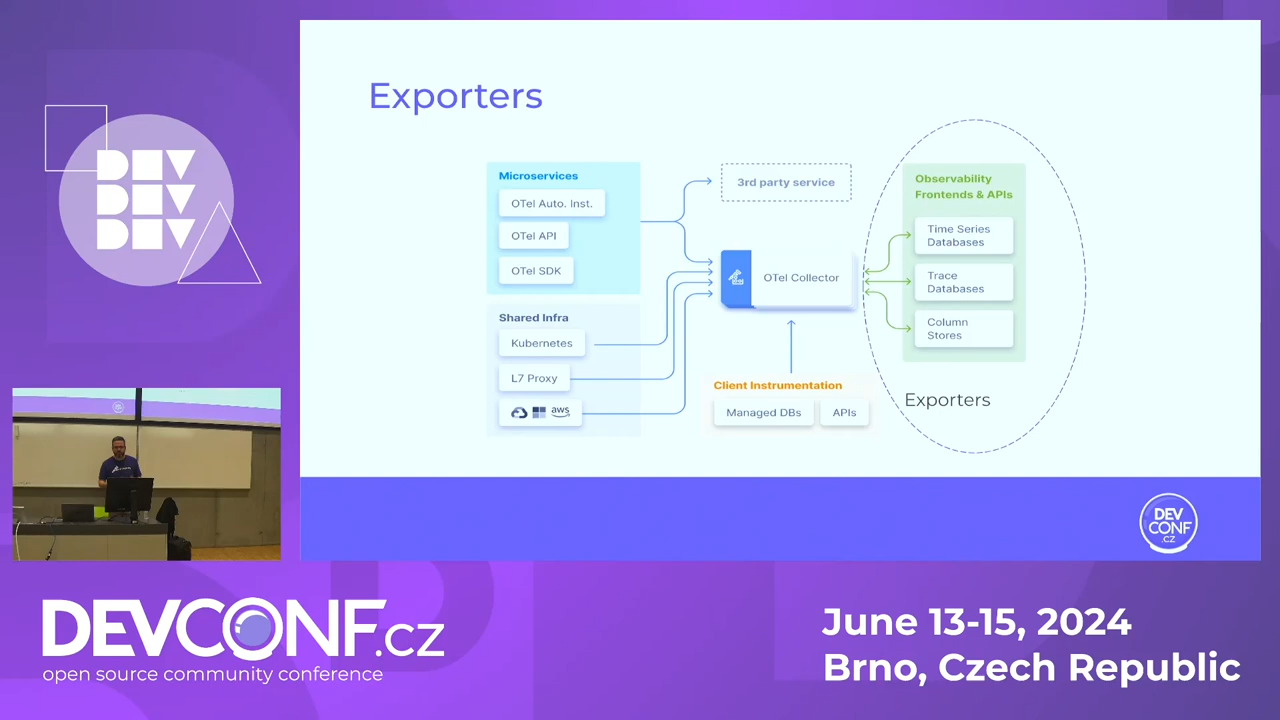 DEV
DEV
DEV
Exporters
Microservices
OTel Auto. Inst.
OTel API
OTel SDK
Shared Infra
Kubernetes
L7 Proxy
aws
3rd party service
OTel Collector
Client Instrumentation
Managed DBs
APIs
Observability
Frontends & APIs
Time Series
Databases
Trace
Databases
Column
Stores
Exporters
DEV
CONF
.CZ
DEVCONF.cz
open source community conference
June 13-15, 2024
Brno, Czech Republic